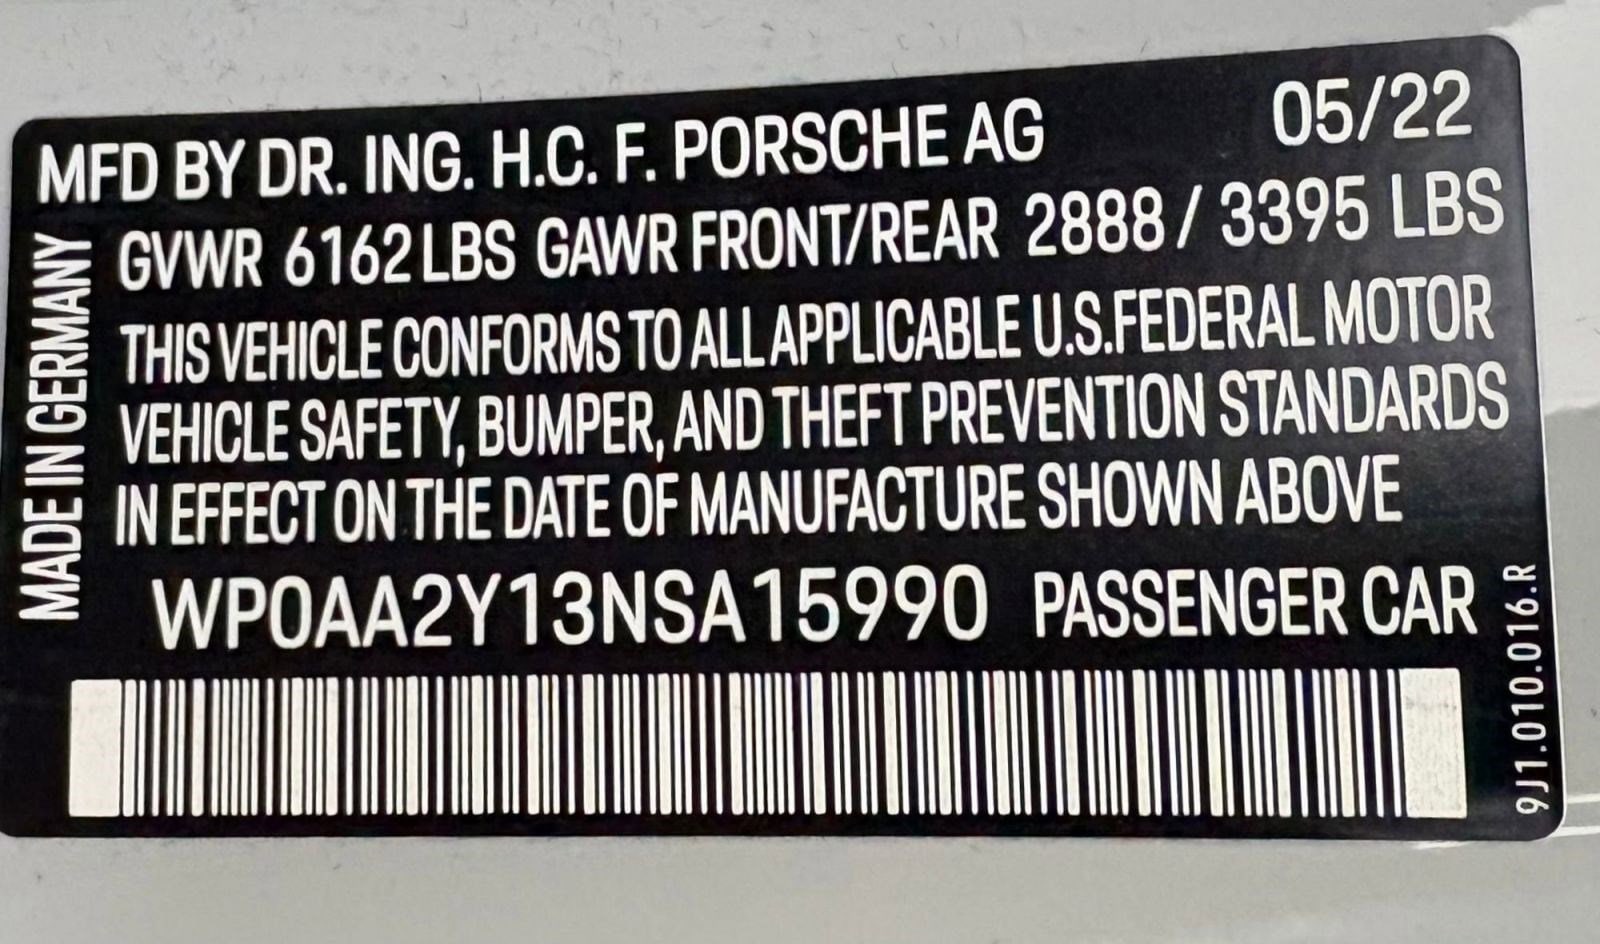 MFD BY DR. ING. H.C. F. PORSCHE AG 05/22
GVWR 6162 LBS GAWR FRONT/REAR 2888 / 3395 LBS
THIS VEHICLE CONFORMS TO ALL APPLICABLE U.S.FEDERAL MOTOR
VEHICLE SAFETY, BUMPER, AND THEFT PREVENTION STANDARDS
IN EFFECT ON THE DATE OF MANUFACTURE SHOWN ABOVE
WP0AA2Y13NSA15990 PASSENGER CAR
MADE IN GERMANY
9J1.010.016.R